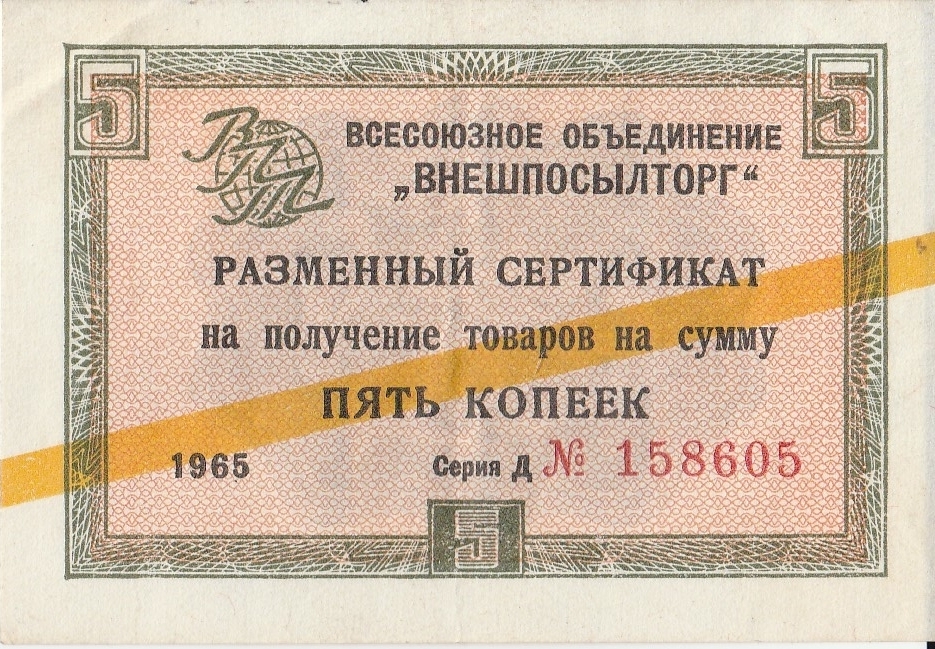 5 5
ВПТ
ВСЕСОЮЗНОЕ ОБЪЕДИНЕНИЕ
„ВНЕШПОСЫЛТОРГ“
РАЗМЕННЫЙ СЕРТИФИКАТ
на получение товаров на сумму
ПЯТЬ КОПЕЕК
1965 Серия Д № 158605
5